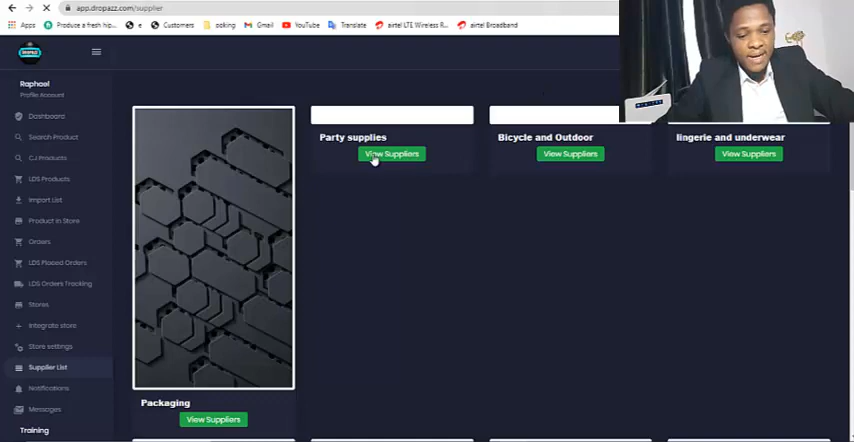 app.dropazz.com/supplier
Apps
Produce a fresh hip...
e
Customers
ooking
Gmail
YouTube
Translate
airtel LTE Wireless R...
airtel Broadband
DROPAZZ
Raphael
Profile Account
Dashboard
Search Product
CJ Products
LDS Products
Import List
Product in Store
Orders
LDS Placed Orders
LDS Orders Tracking
Stores
Integrate store
Store settings
Supplier List
Notifications
Messages
Training
Party supplies
View Suppliers
Bicycle and Outdoor
View Suppliers
lingerie and underwear
View Suppliers
Packaging
View Suppliers